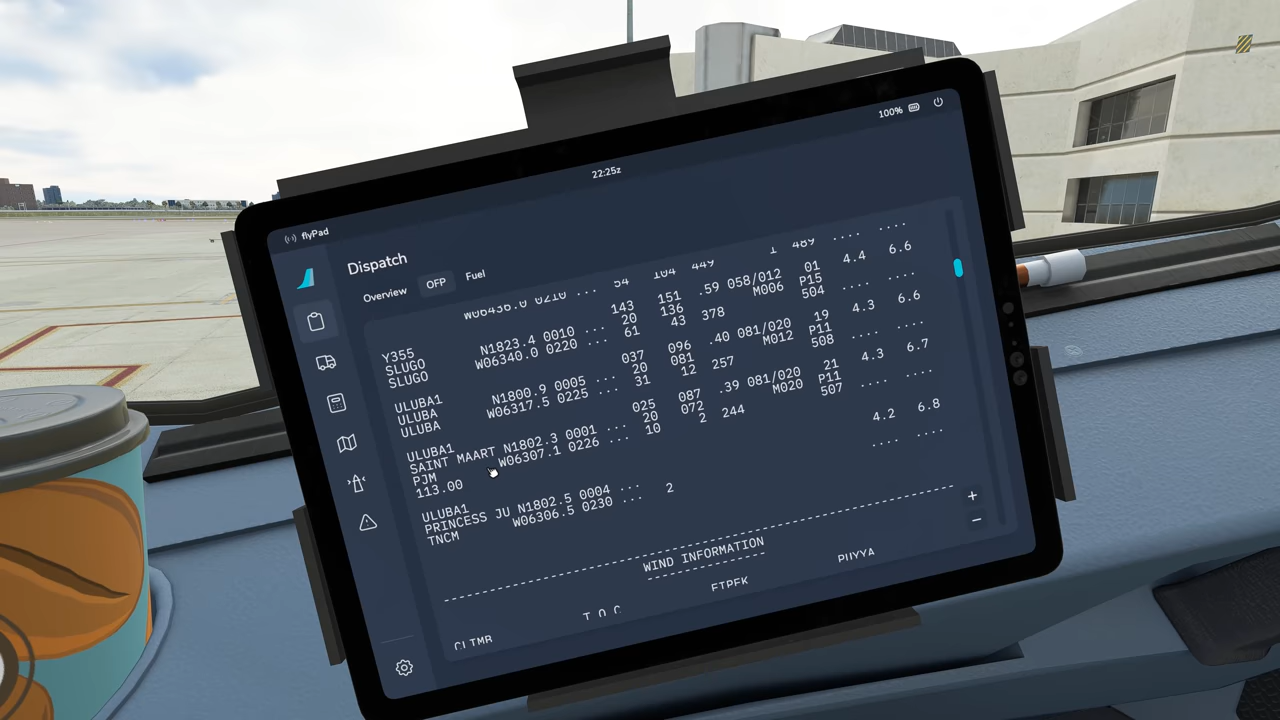 100%
22:25z
flyPad
Dispatch
Overview OFP Fuel
W06436.0 0210 ... 54 104 449 1 489 .... ....
143 151 .59 058/012 01 4.4 6.6
Y355 N1823.4 0010 ... 20 136 M006 P15
SLUGO W06340.0 0220 ... 61 43 378 504 .... ....
SLUGO
037 096 .40 081/020 19 4.3 6.6
ULUBA1 N1800.9 0005 ... 20 081 M012 P11
ULUBA W06317.5 0225 ... 31 12 257 508 .... ....
ULUBA
025 087 .39 081/020 21 4.3 6.7
ULUBA1 20 072 M020 P11
SAINT MAART N1802.3 0001 ... 10 2 244 507 .... ....
PJM W06307.1 0226 ...
113.00
4.2 6.8
ULUBA1 .... ....
PRINCESS JU N1802.5 0004 ... 2
TNCM W06306.5 0230 ...
WIND INFORMATION
CLIMB T O C